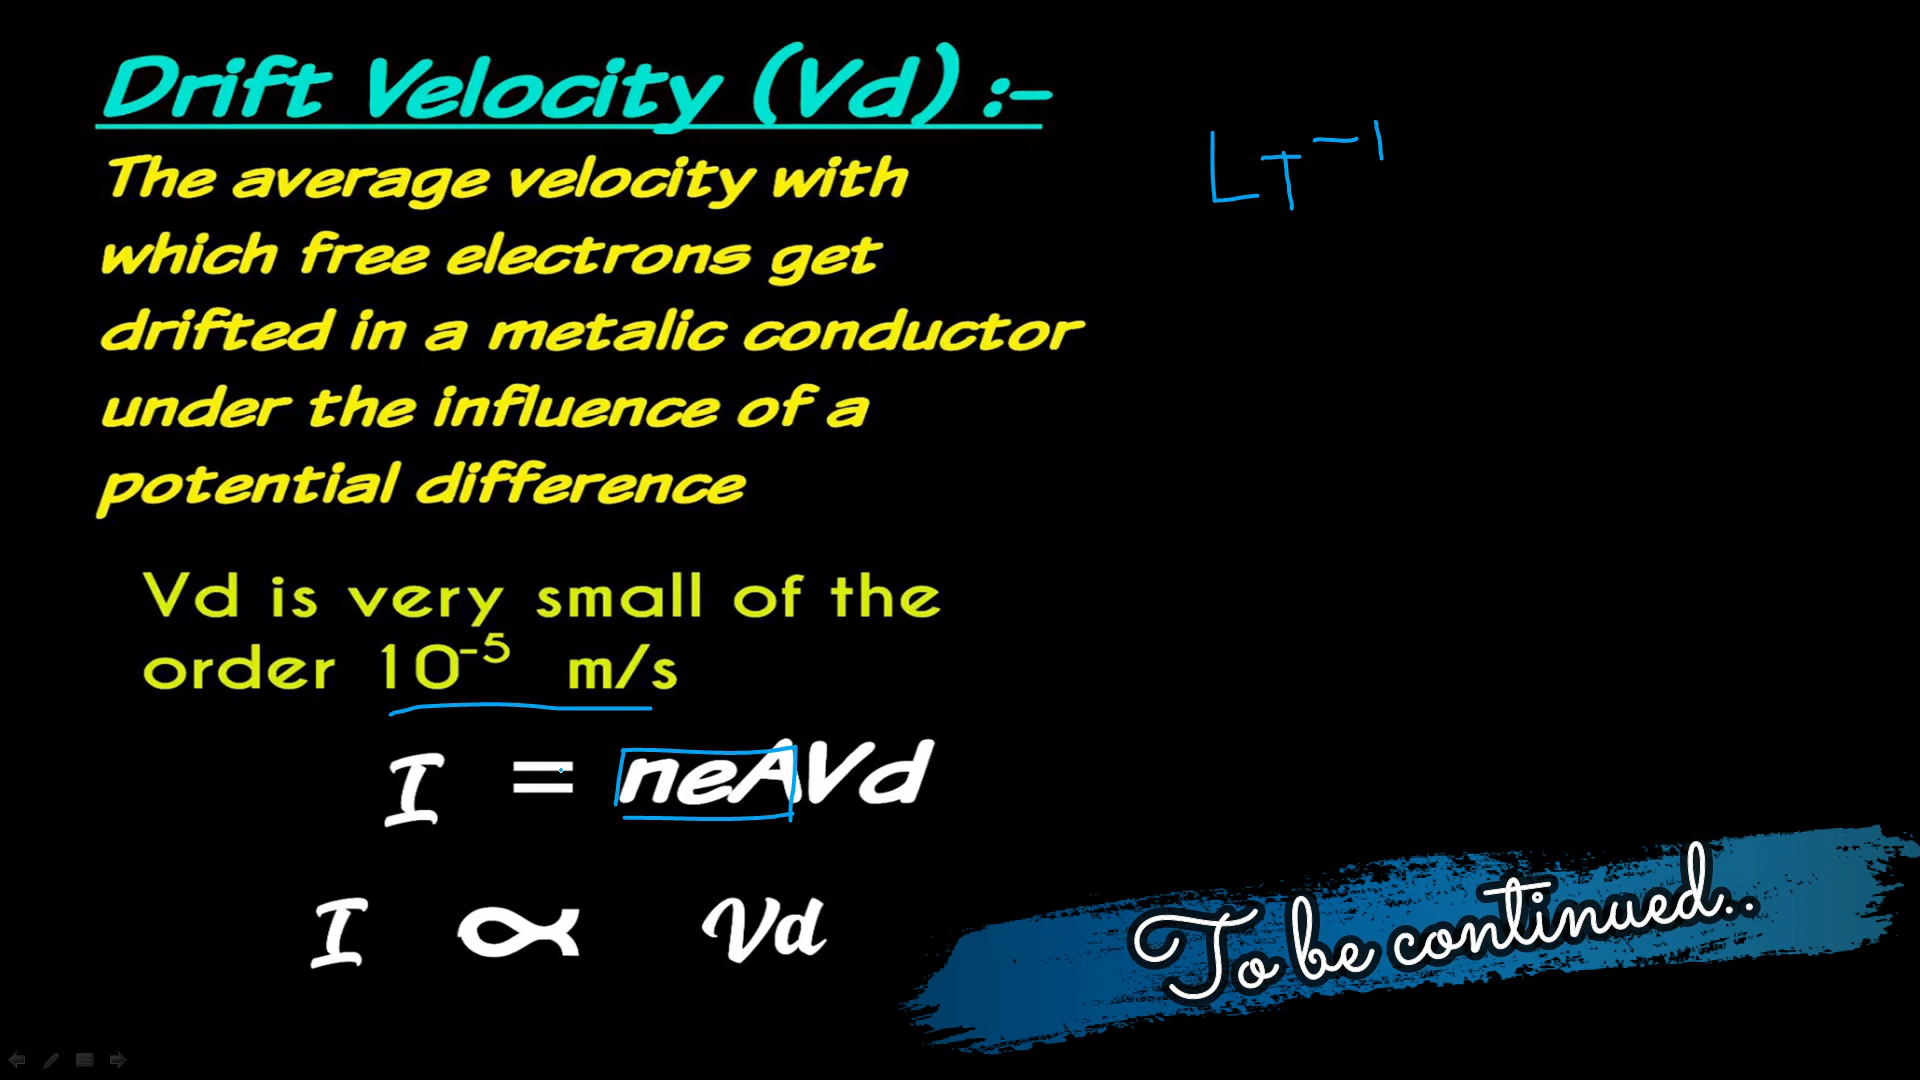 Drift Velocity (Vd) :-
The average velocity with
which free electrons get
drifted in a metalic conductor
under the influence of a
potential difference
LT⁻¹
Vd is very small of the
order 10⁻⁵ m/s
I = neAVd
I ∝ Vd
To be continued..